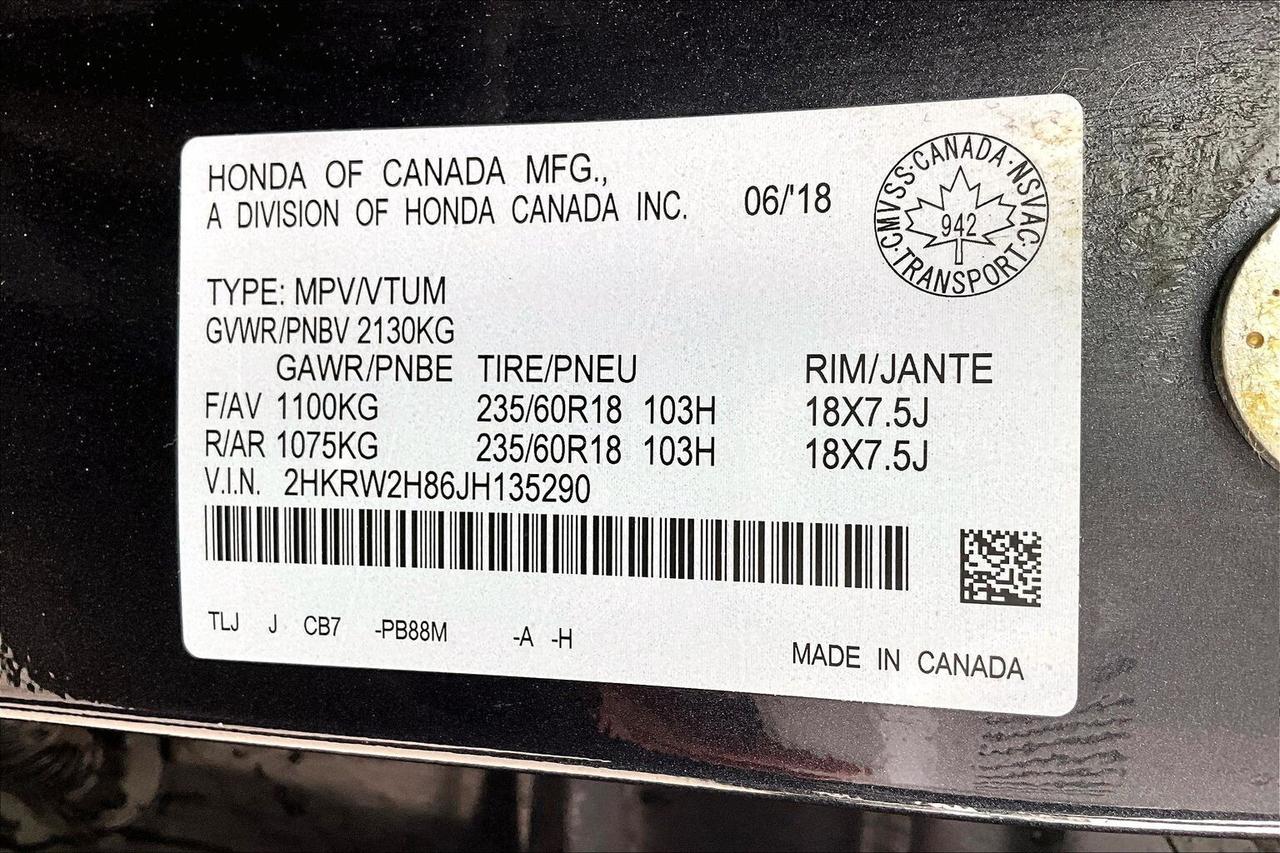 HONDA OF CANADA MFG.,
A DIVISION OF HONDA CANADA INC.
06/'18
CMVSS·CANADA·NSVAC·TRANSPORT·
942
TYPE: MPV/VTUM
GVWR/PNBV 2130KG
GAWR/PNBE TIRE/PNEU RIM/JANTE
F/AV 1100KG 235/60R18 103H 18X7.5J
R/AR 1075KG 235/60R18 103H 18X7.5J
V.I.N. 2HKRW2H86JH135290
TLJ J CB7 -PB88M -A -H
MADE IN CANADA